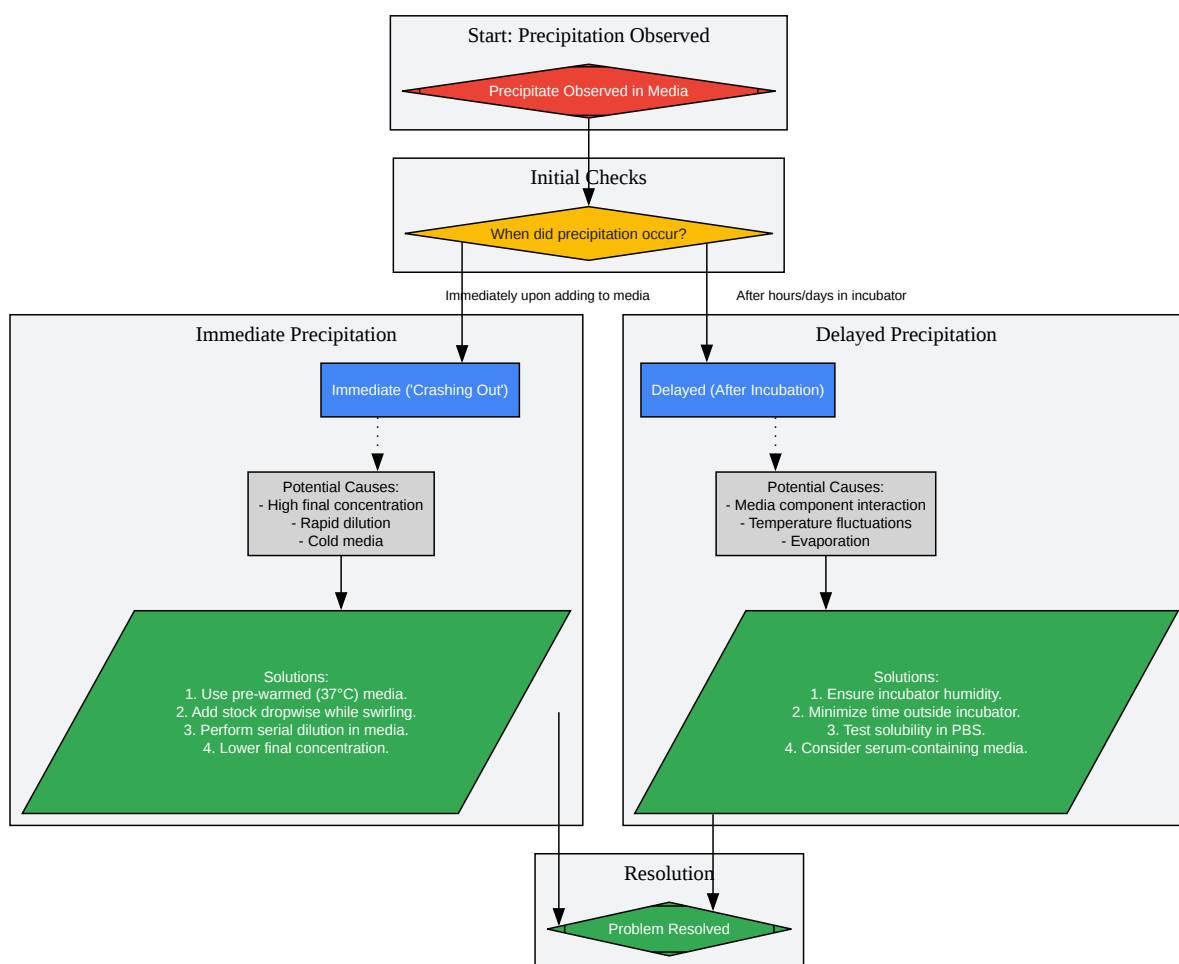 Start: Precipitation Observed
Precipitate Observed in Media
Initial Checks
When did precipitation occur?
Immediately upon adding to media
After hours/days in incubator
Immediate Precipitation
Immediate ('Crashing Out')
Potential Causes:
- High final concentration
- Rapid dilution
- Cold media
Solutions:
1. Use pre-warmed (37°C) media.
2. Add stock dropwise while swirling.
3. Perform serial dilution in media.
4. Lower final concentration.
Delayed Precipitation
Delayed (After Incubation)
Potential Causes:
- Media component interaction
- Temperature fluctuations
- Evaporation
Solutions:
1. Ensure incubator humidity.
2. Minimize time outside incubator.
3. Test solubility in PBS.
4. Consider serum-containing media.
Resolution
Problem Resolved